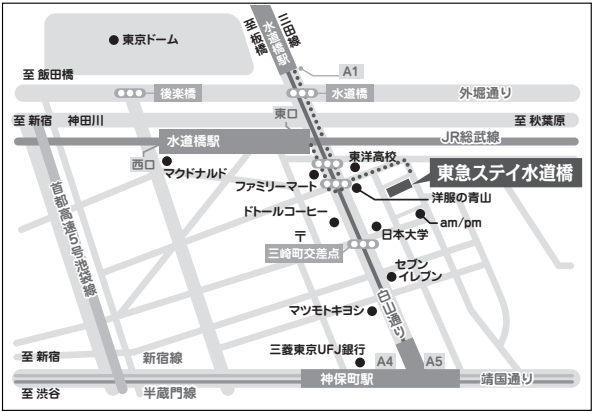 東京ドーム
至 板橋
水道橋駅
三田線
A1
至 飯田橋
後楽橋
水道橋
外堀通り
至 新宿
神田川
東口
至 秋葉原
水道橋駅
JR総武線
西口
マクドナルド
東洋高校
東急ステイ水道橋
ファミリーマート
洋服の青山
ドトールコーヒー
am/pm
〒
日本大学
三崎町交差点
首都高速5号池袋線
セブン
イレブン
マツモトキヨシ
白山通り
三菱東京UFJ銀行
A4
A5
至 新宿
新宿線
神保町駅
靖国通り
至 渋谷
半蔵門線